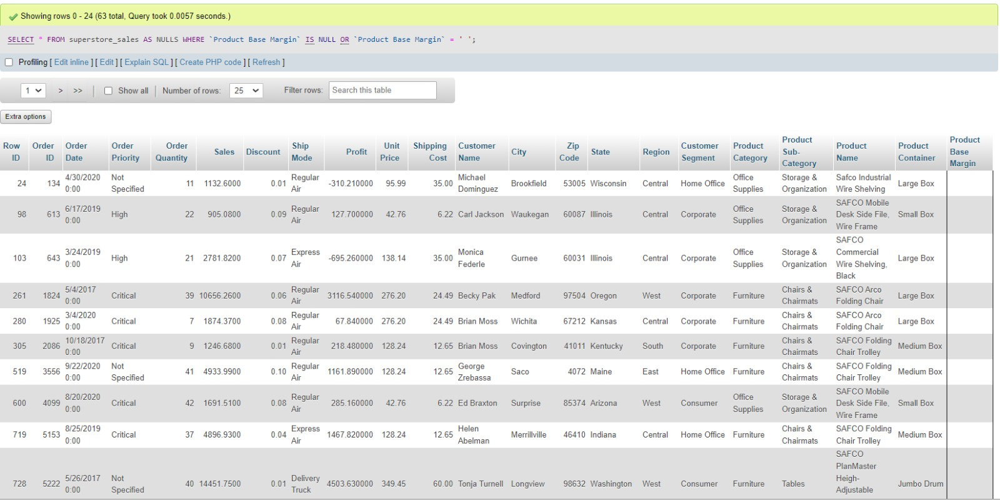 Showing rows 0 - 24 (63 total, Query took 0.0057 seconds.)
SELECT * FROM superstore_sales AS NULLS WHERE `Product Base Margin` IS NULL OR `Product Base Margin` = ' ';
Profiling [ Edit inline ] [ Edit ] [ Explain SQL ] [ Create PHP code ] [ Refresh ]
1 > >> Show all Number of rows: 25 Filter rows: Search this table
Extra options
Row ID Order ID Order Date Order Priority Order Quantity Sales Discount Ship Mode Profit Unit Price Shipping Cost Customer Name City Zip Code State Region Customer Segment Product Category Product Sub-Category Product Name Product Container Product Base Margin
24 134 4/30/2020 0:00 Not Specified 11 1132.6000 0.01 Regular Air -310.210000 95.99 35.00 Michael Dominguez Brookfield 53005 Wisconsin Central Home Office Office Supplies Storage & Organization Safco Industrial Wire Shelving Large Box
98 613 6/17/2019 0:00 High 22 905.0800 0.09 Regular Air 127.700000 42.76 6.22 Carl Jackson Waukegan 60087 Illinois Central Corporate Office Supplies Storage & Organization SAFCO Mobile Desk Side File, Wire Frame Small Box
103 643 3/24/2019 0:00 High 21 2781.8200 0.07 Express Air -695.260000 138.14 35.00 Monica Federle Gurnee 60031 Illinois Central Corporate Office Supplies Storage & Organization SAFCO Commercial Wire Shelving, Black Large Box
261 1824 5/4/2017 0:00 Critical 39 10656.2600 0.06 Regular Air 3116.540000 276.20 24.49 Becky Pak Medford 97504 Oregon West Corporate Furniture Chairs & Chairmats SAFCO Arco Folding Chair Large Box
280 1925 3/4/2020 0:00 Critical 7 1874.3700 0.08 Regular Air 67.840000 276.20 24.49 Brian Moss Wichita 67212 Kansas Central Corporate Furniture Chairs & Chairmats SAFCO Arco Folding Chair Large Box
305 2086 10/18/2017 0:00 Critical 9 1246.6800 0.01 Regular Air 218.480000 128.24 12.65 Brian Moss Covington 41011 Kentucky South Corporate Furniture Chairs & Chairmats SAFCO Folding Chair Trolley Medium Box
519 3556 9/22/2020 0:00 Not Specified 41 4933.9900 0.10 Regular Air 1161.890000 128.24 12.65 George Zrebassa Saco 4072 Maine East Home Office Furniture Chairs & Chairmats SAFCO Folding Chair Trolley Medium Box
600 4099 8/20/2020 0:00 Critical 42 1691.5100 0.08 Regular Air 285.160000 42.76 6.22 Ed Braxton Surprise 85374 Arizona West Consumer Office Supplies Storage & Organization SAFCO Mobile Desk Side File, Wire Frame Small Box
719 5153 8/25/2019 0:00 Critical 37 4896.9300 0.04 Express Air 1467.820000 128.24 12.65 Helen Abelman Merrillville 46410 Indiana Central Home Office Furniture Chairs & Chairmats SAFCO Folding Chair Trolley Medium Box
728 5222 5/26/2017 0:00 Not Specified 40 14451.7500 0.01 Delivery Truck 4503.630000 349.45 60.00 Tonja Turnell Longview 98632 Washington West Consumer Furniture Tables SAFCO PlanMaster Heigh-Adjustable Jumbo Drum